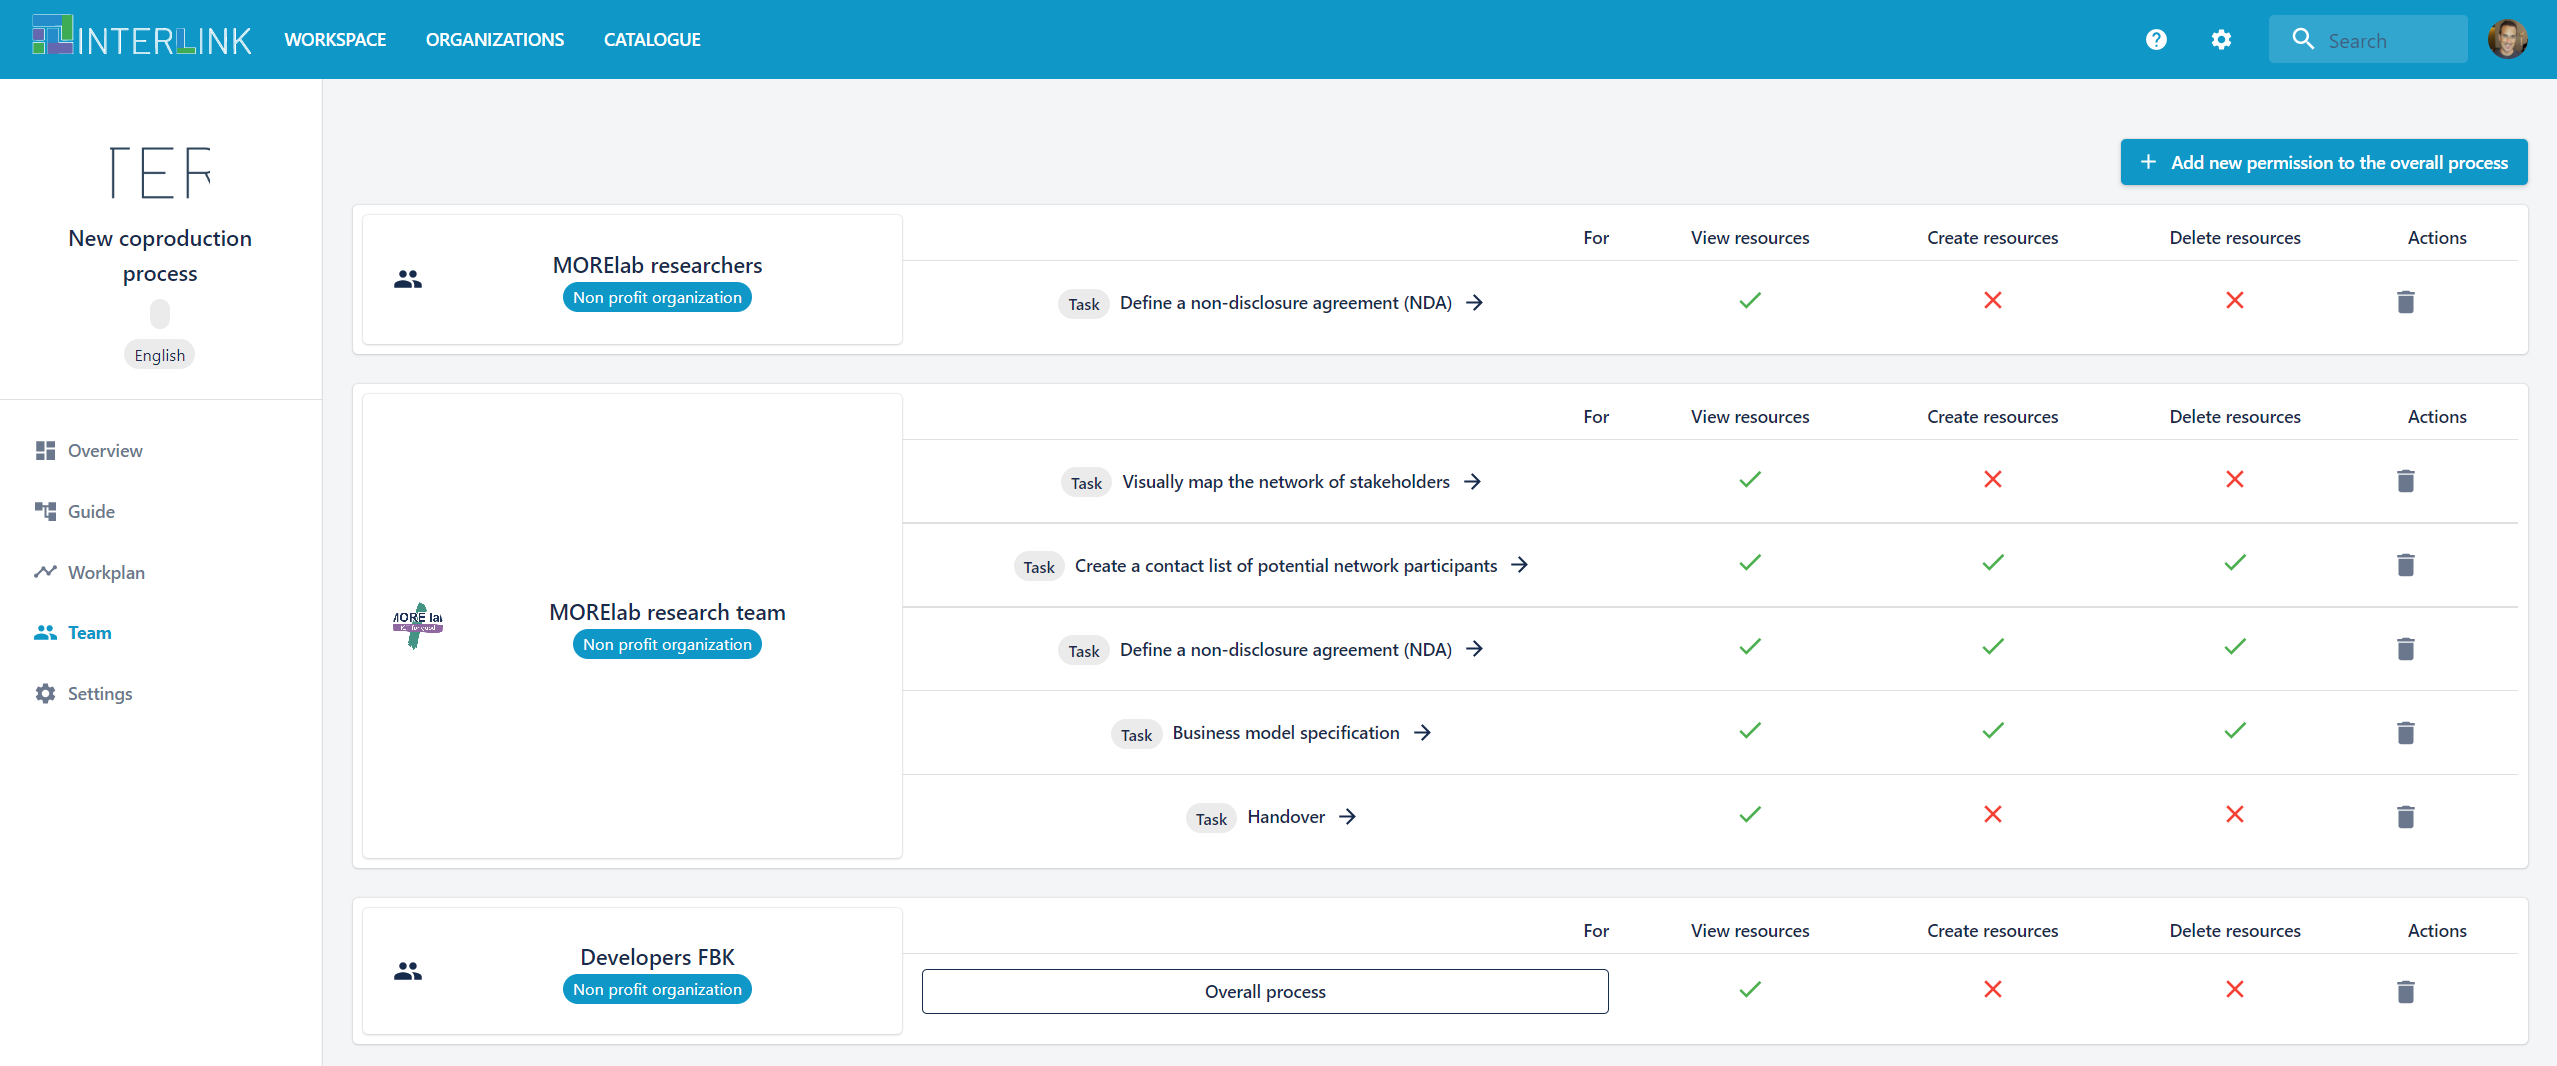 INTERLINK
WORKSPACE
ORGANIZATIONS
CATALOGUE
Search
TER
New coproduction
process
English
Overview
Guide
Workplan
Team
Settings
Add new permission to the overall process
MORElab researchers
Non profit organization
For View resources Create resources Delete resources Actions
Task Define a non-disclosure agreement (NDA)
MORElab research team
Non profit organization
For View resources Create resources Delete resources Actions
Task Visually map the network of stakeholders
Task Create a contact list of potential network participants
Task Define a non-disclosure agreement (NDA)
Task Business model specification
Task Handover
Developers FBK
Non profit organization
For View resources Create resources Delete resources Actions
Overall process